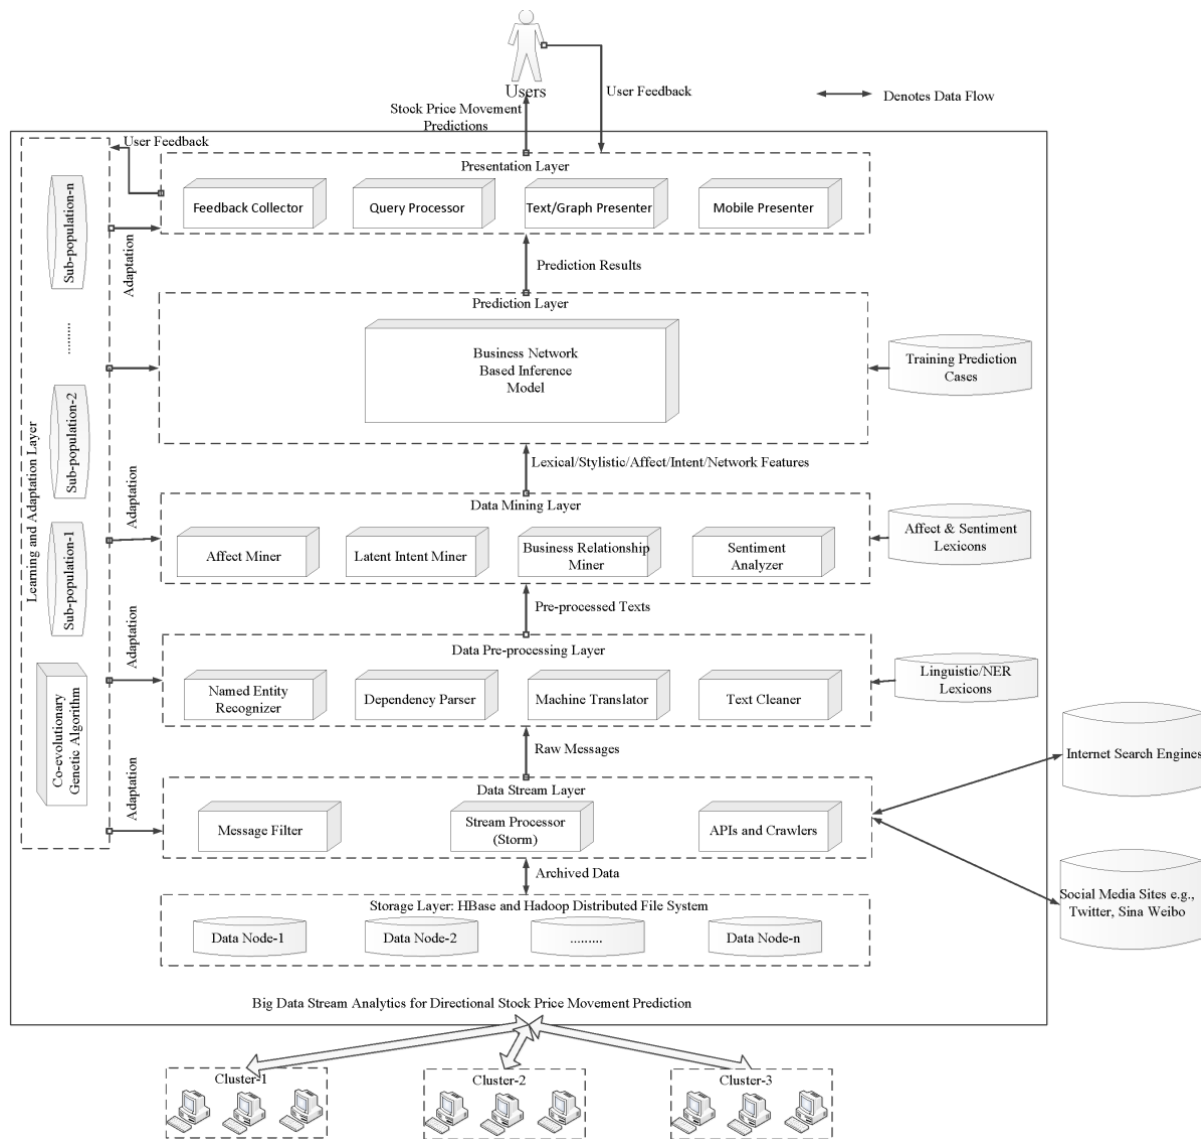 Users
Stock Price Movement
Predictions
User Feedback
Denotes Data Flow
User Feedback
Presentation Layer
Feedback Collector
Query Processor
Text/Graph Presenter
Mobile Presenter
Adaptation
Prediction Results
Prediction Layer
Business Network
Based Inference
Model
Training Prediction
Cases
Learning and Adaptation Layer
Sub-population-n
.........
Sub-population-2
Sub-population-1
Co-evolutionary
Genetic Algorithm
Lexical/Stylistic/Affect/Intent/Network Features
Adaptation
Data Mining Layer
Affect Miner
Latent Intent Miner
Business Relationship
Miner
Sentiment
Analyzer
Affect & Sentiment
Lexicons
Pre-processed Texts
Adaptation
Data Pre-processing Layer
Named Entity
Recognizer
Dependency Parser
Machine Translator
Text Cleaner
Linguistic/NER
Lexicons
Raw Messages
Adaptation
Data Stream Layer
Message Filter
Stream Processor
(Storm)
APIs and Crawlers
Internet Search Engines
Social Media Sites e.g.,
Twitter, Sina Weibo
Archived Data
Storage Layer: HBase and Hadoop Distributed File System
Data Node-1
Data Node-2
.........
Data Node-n
Big Data Stream Analytics for Directional Stock Price Movement Prediction
Cluster-1
Cluster-2
Cluster-3